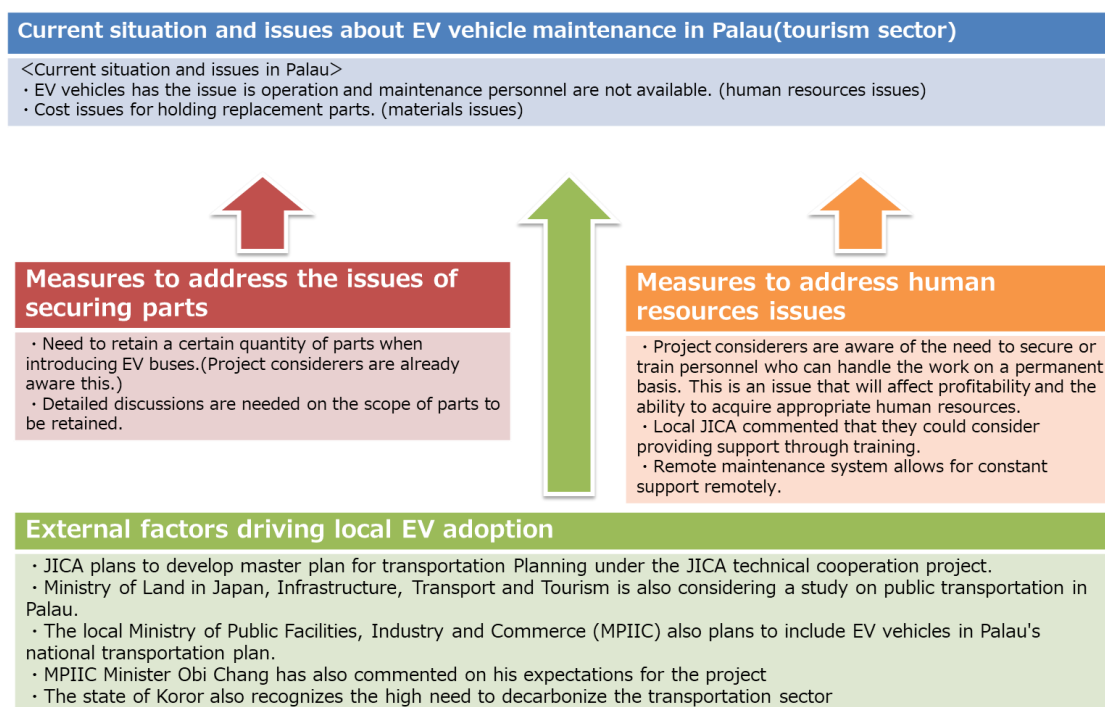 Current situation and issues about EV vehicle maintenance in Palau(tourism sector)
<Current situation and issues in Palau>
・EV vehicles has the issue is operation and maintenance personnel are not available. (human resources issues)
・Cost issues for holding replacement parts. (materials issues)
Measures to address the issues of
securing parts
・Need to retain a certain quantity of parts when
introducing EV buses.(Project considerers are already
aware this.)
・Detailed discussions are needed on the scope of parts to
be retained.
Measures to address human
resources issues
・Project considerers are aware of the need to secure or
train personnel who can handle the work on a permanent
basis. This is an issue that will affect profitability and the
ability to acquire appropriate human resources.
・Local JICA commented that they could consider
providing support through training.
・Remote maintenance system allows for constant
support remotely.
External factors driving local EV adoption
・JICA plans to develop master plan for transportation Planning under the JICA technical cooperation project.
・Ministry of Land in Japan, Infrastructure, Transport and Tourism is also considering a study on public transportation in
Palau.
・The local Ministry of Public Facilities, Industry and Commerce (MPIIC) also plans to include EV vehicles in Palau's
national transportation plan.
・MPIIC Minister Obi Chang has also commented on his expectations for the project
・The state of Koror also recognizes the high need to decarbonize the transportation sector